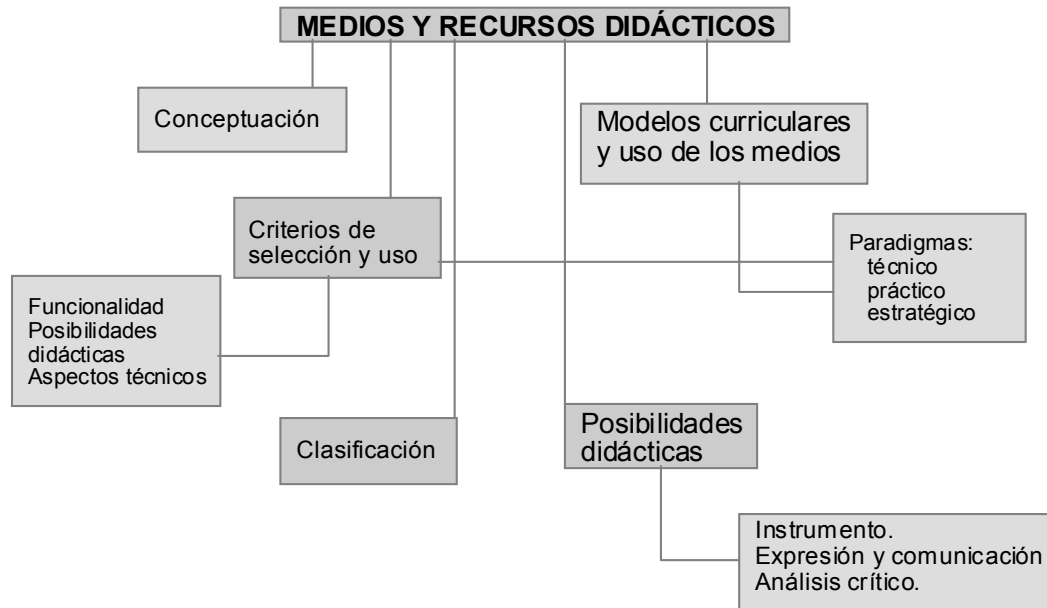 MEDIOS Y RECURSOS DIDÁCTICOS
Conceptuación
Modelos curriculares
y uso de los medios
Criterios de
selección y uso
Paradigmas:
técnico
práctico
estratégico
Funcionalidad
Posibilidades
didácticas
Aspectos técnicos
Clasificación
Posibilidades
didácticas
Instrumento.
Expresión y comunicación
Análisis crítico.